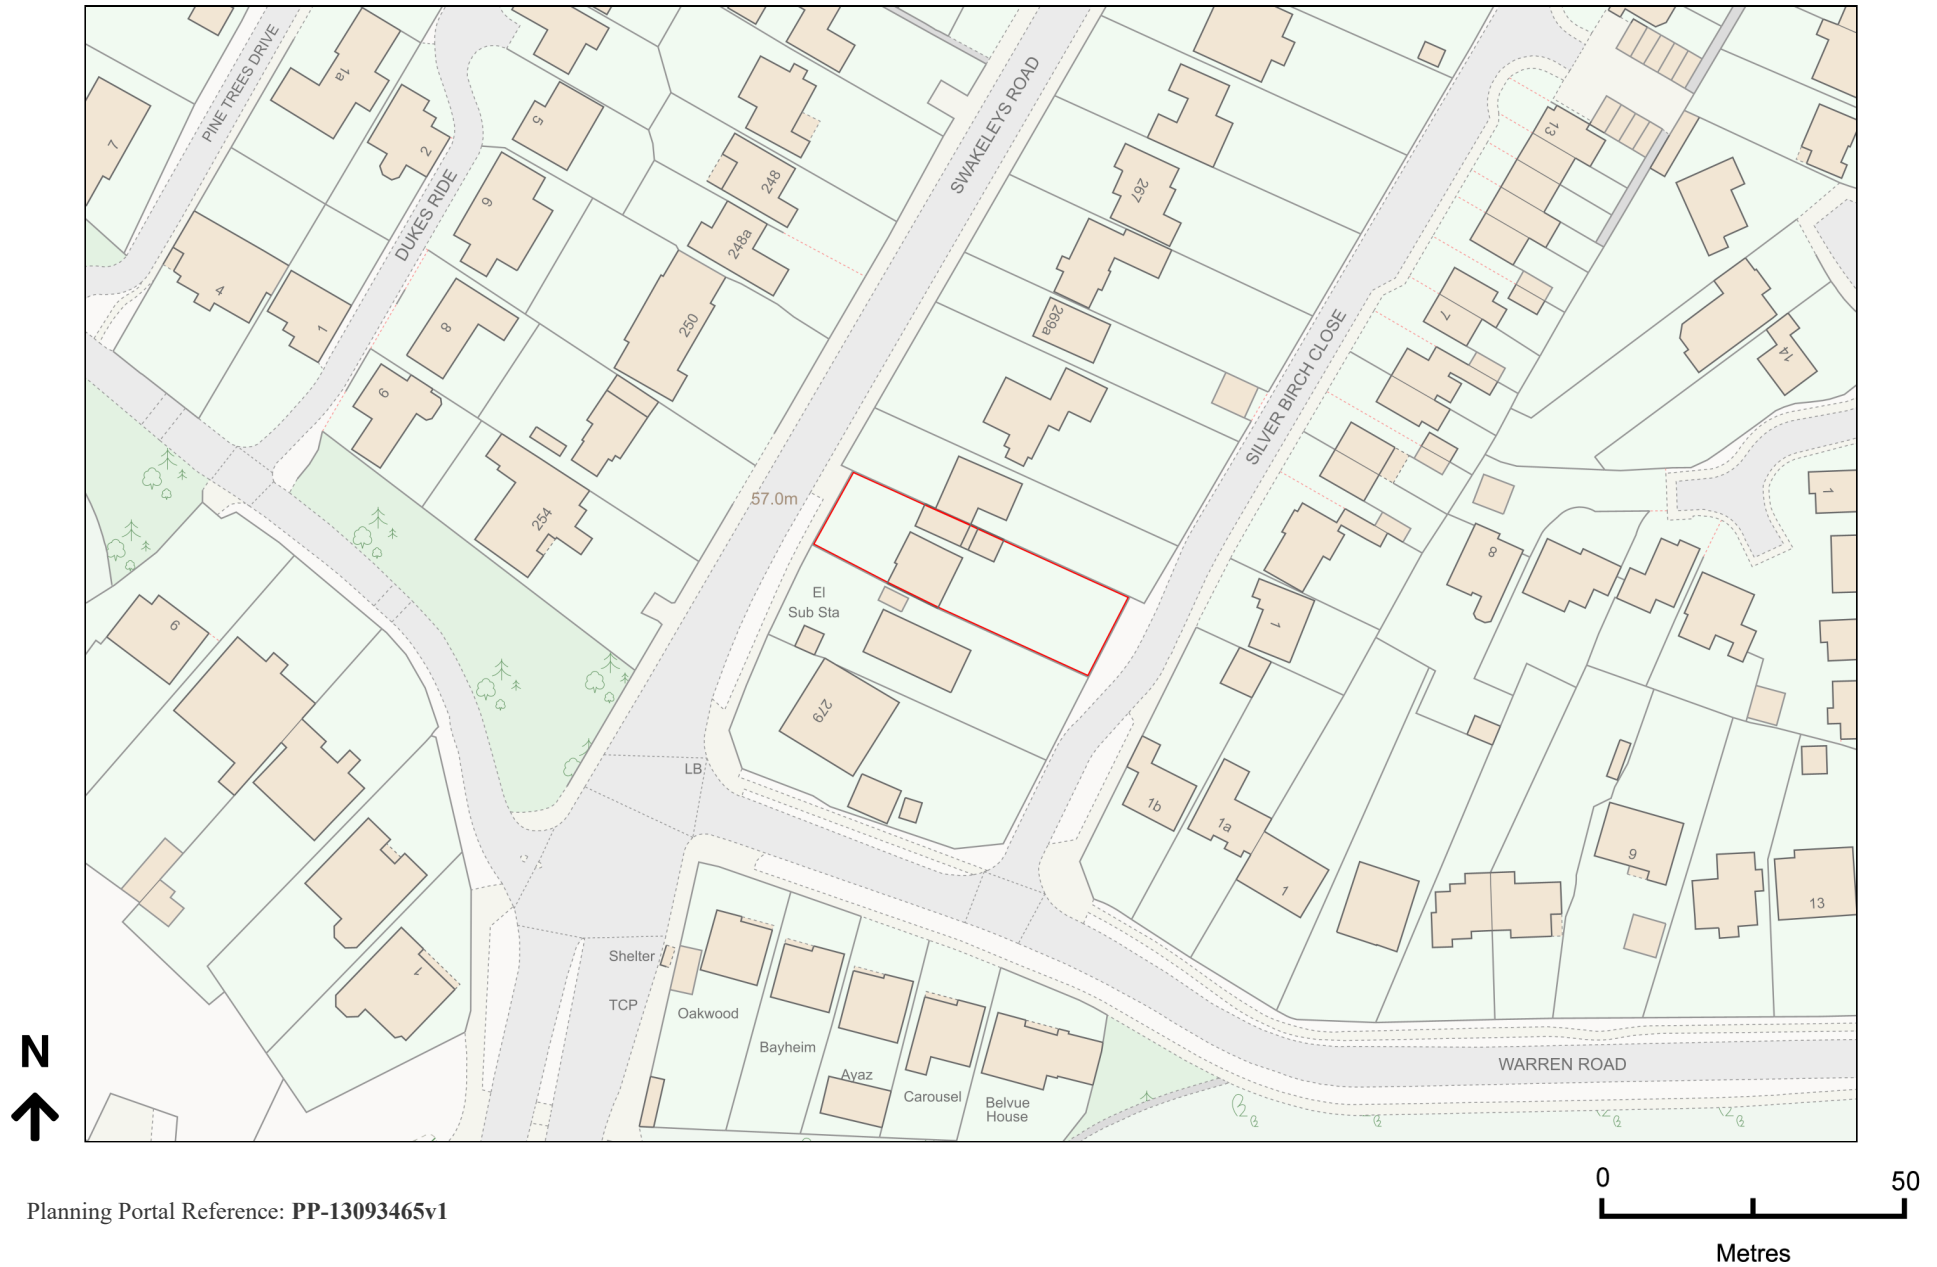 PINE TREES DRIVE
1a
2
5
7
6
DUKES RIDE
4
1
8
9
250
248
248a
254
SWAKELEYS ROAD
267
269a
57.0m
SILVER BIRCH CLOSE
13
7
14
1
8
1
El
Sub Sta
279
6
LB
1b
1a
1
9
13
Shelter
TCP
1
Oakwood
Bayheim
Ayaz
Carousel
Belvue
House
WARREN ROAD
N
0
50
Metres
Planning Portal Reference: PP-13093465v1